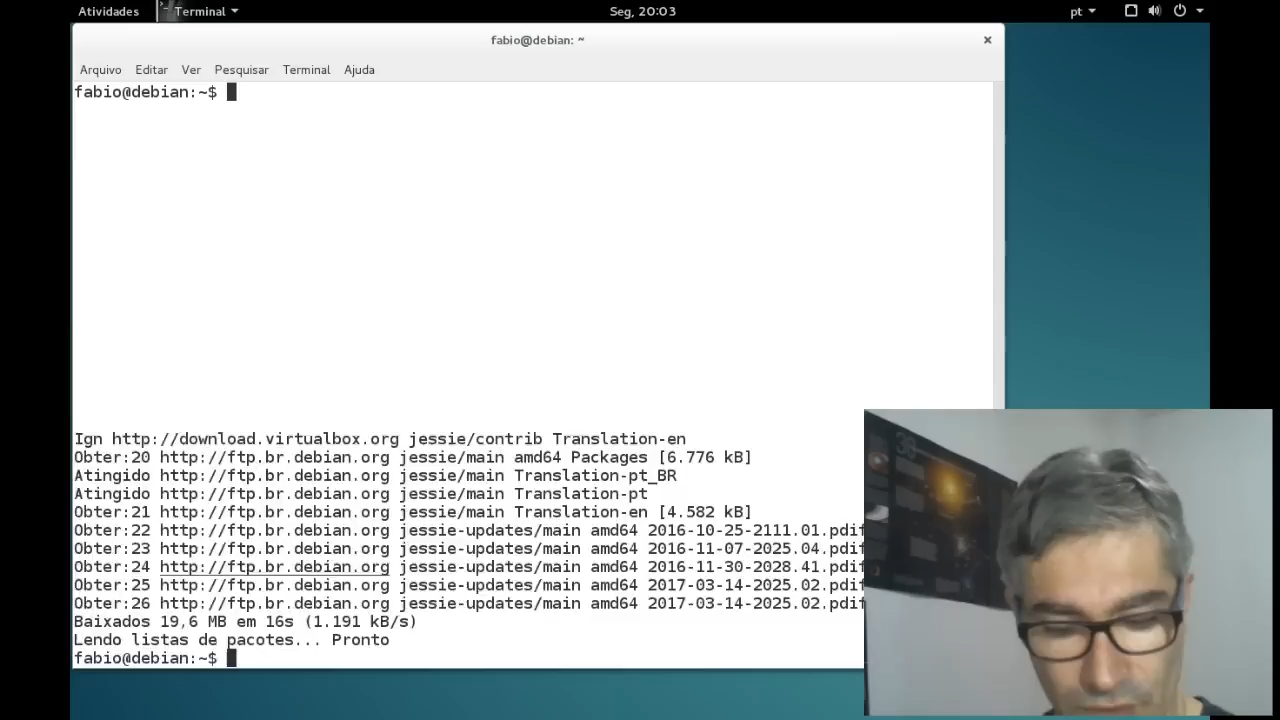 Atividades Terminal Seg, 20:03 pt
fabio@debian: ~
Arquivo Editar Ver Pesquisar Terminal Ajuda
fabio@debian:~$
Ign http://download.virtualbox.org jessie/contrib Translation-en
Obter:20 http://ftp.br.debian.org jessie/main amd64 Packages [6.776 kB]
Atingido http://ftp.br.debian.org jessie/main Translation-pt_BR
Atingido http://ftp.br.debian.org jessie/main Translation-pt
Obter:21 http://ftp.br.debian.org jessie/main Translation-en [4.582 kB]
Obter:22 http://ftp.br.debian.org jessie-updates/main amd64 2016-10-25-2111.01.pdif
Obter:23 http://ftp.br.debian.org jessie-updates/main amd64 2016-11-07-2025.04.pdif
Obter:24 http://ftp.br.debian.org jessie-updates/main amd64 2016-11-30-2028.41.pdif
Obter:25 http://ftp.br.debian.org jessie-updates/main amd64 2017-03-14-2025.02.pdif
Obter:26 http://ftp.br.debian.org jessie-updates/main amd64 2017-03-14-2025.02.pdif
Baixados 19,6 MB em 16s (1.191 kB/s)
Lendo listas de pacotes... Pronto
fabio@debian:~$